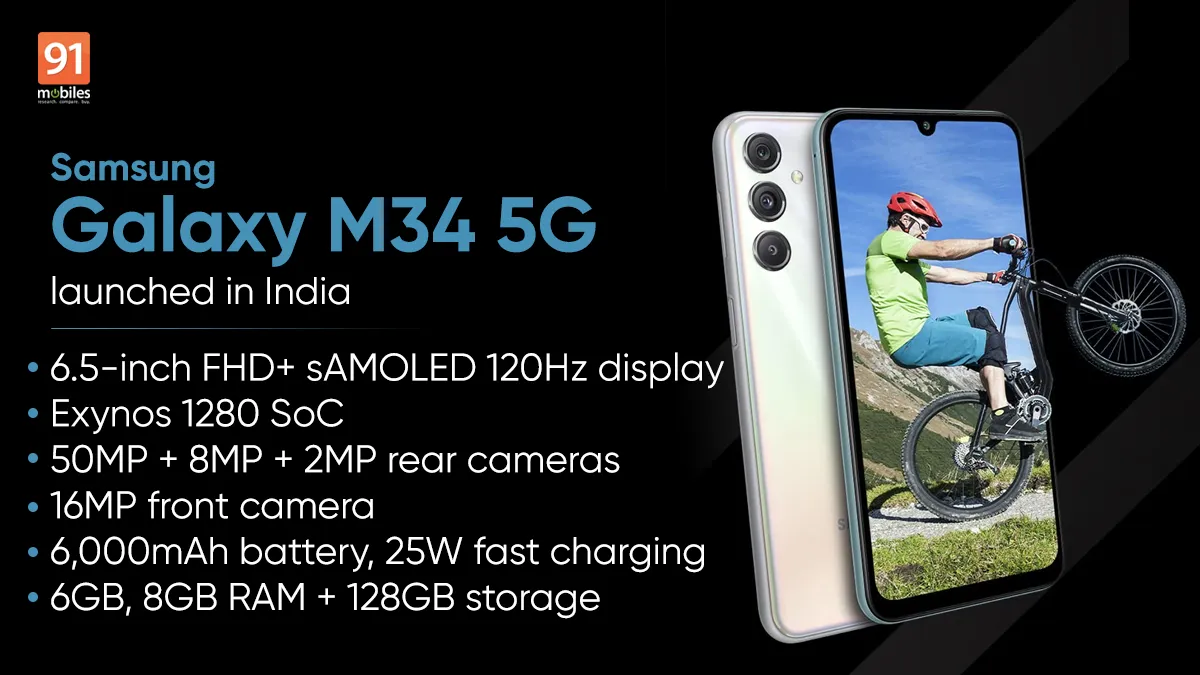 91
mobiles
research. compare. buy.
Samsung
Galaxy M34 5G
launched in India
• 6.5-inch FHD+ sAMOLED 120Hz display
• Exynos 1280 SoC
• 50MP + 8MP + 2MP rear cameras
• 16MP front camera
• 6,000mAh battery, 25W fast charging
• 6GB, 8GB RAM + 128GB storage